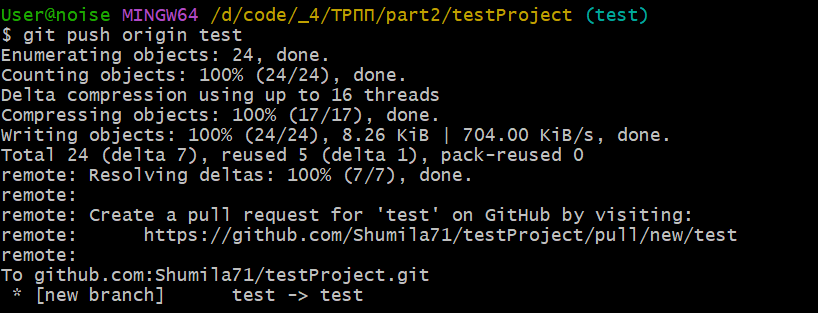 User@noise MINGW64 /d/code/_4/ТРПП/part2/testProject (test)
$ git push origin test
Enumerating objects: 24, done.
Counting objects: 100% (24/24), done.
Delta compression using up to 16 threads
Compressing objects: 100% (17/17), done.
Writing objects: 100% (24/24), 8.26 KiB | 704.00 KiB/s, done.
Total 24 (delta 7), reused 5 (delta 1), pack-reused 0
remote: Resolving deltas: 100% (7/7), done.
remote:
remote: Create a pull request for 'test' on GitHub by visiting:
remote:      https://github.com/Shumila71/testProject/pull/new/test
remote:
To github.com:Shumila71/testProject.git
 * [new branch]      test -> test